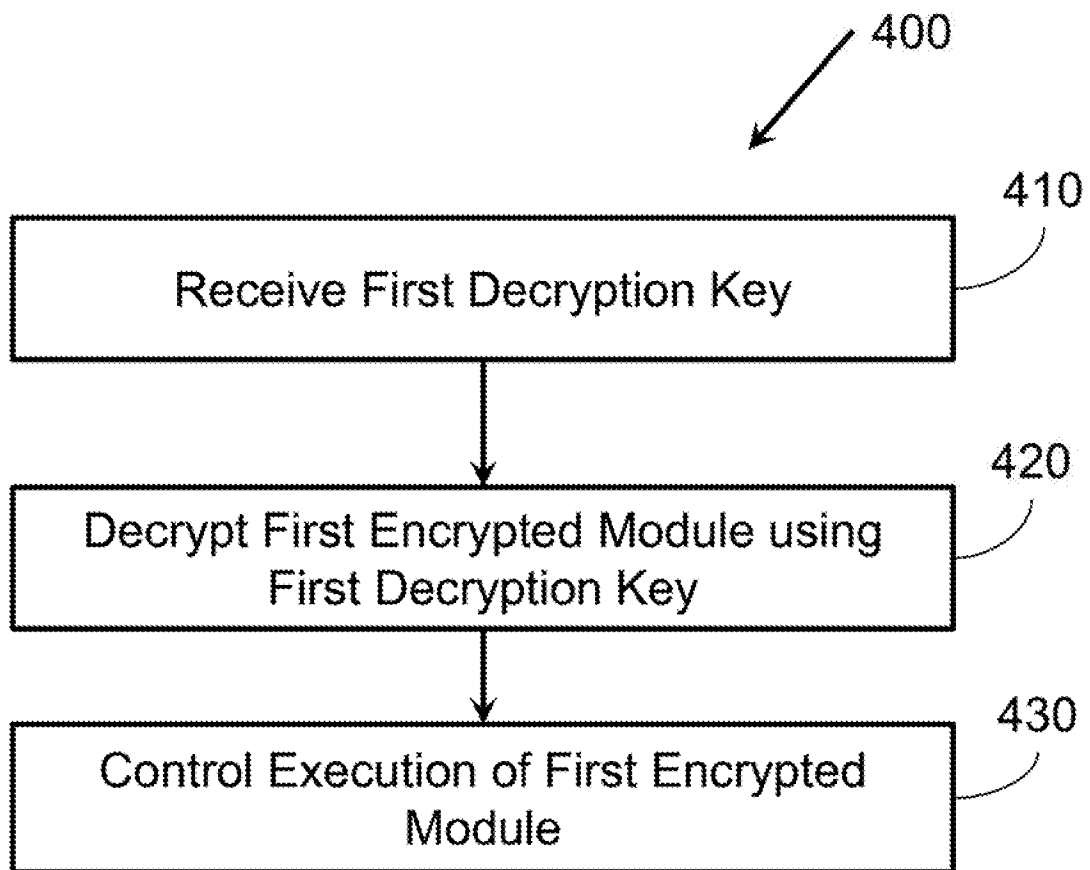 400
410
Receive First Decryption Key
420
Decrypt First Encrypted Module using
First Decryption Key
430
Control Execution of First Encrypted
Module